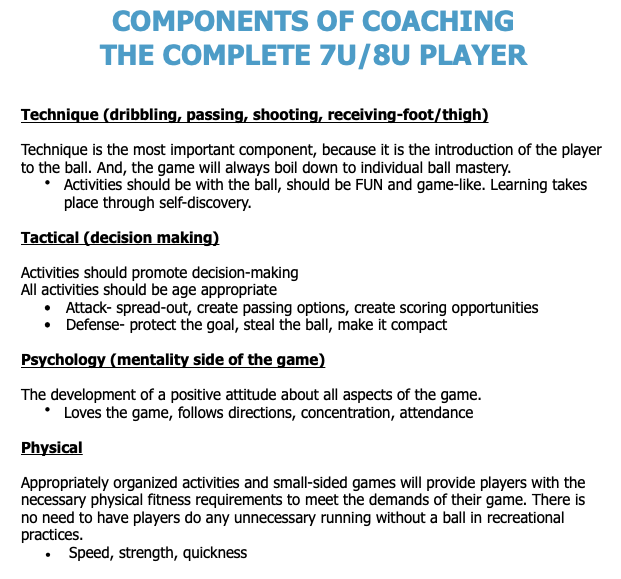 COMPONENTS OF COACHING
THE COMPLETE 7U/8U PLAYER
Technique (dribbling, passing, shooting, receiving-foot/thigh)
Technique is the most important component, because it is the introduction of the player
to the ball. And, the game will always boil down to individual ball mastery.
• Activities should be with the ball, should be FUN and game-like. Learning takes
place through self-discovery.
Tactical (decision making)
Activities should promote decision-making
All activities should be age appropriate
• Attack- spread-out, create passing options, create scoring opportunities
• Defense- protect the goal, steal the ball, make it compact
Psychology (mentality side of the game)
The development of a positive attitude about all aspects of the game.
• Loves the game, follows directions, concentration, attendance
Physical
Appropriately organized activities and small-sided games will provide players with the
necessary physical fitness requirements to meet the demands of their game. There is
no need to have players do any unnecessary running without a ball in recreational
practices.
• Speed, strength, quickness